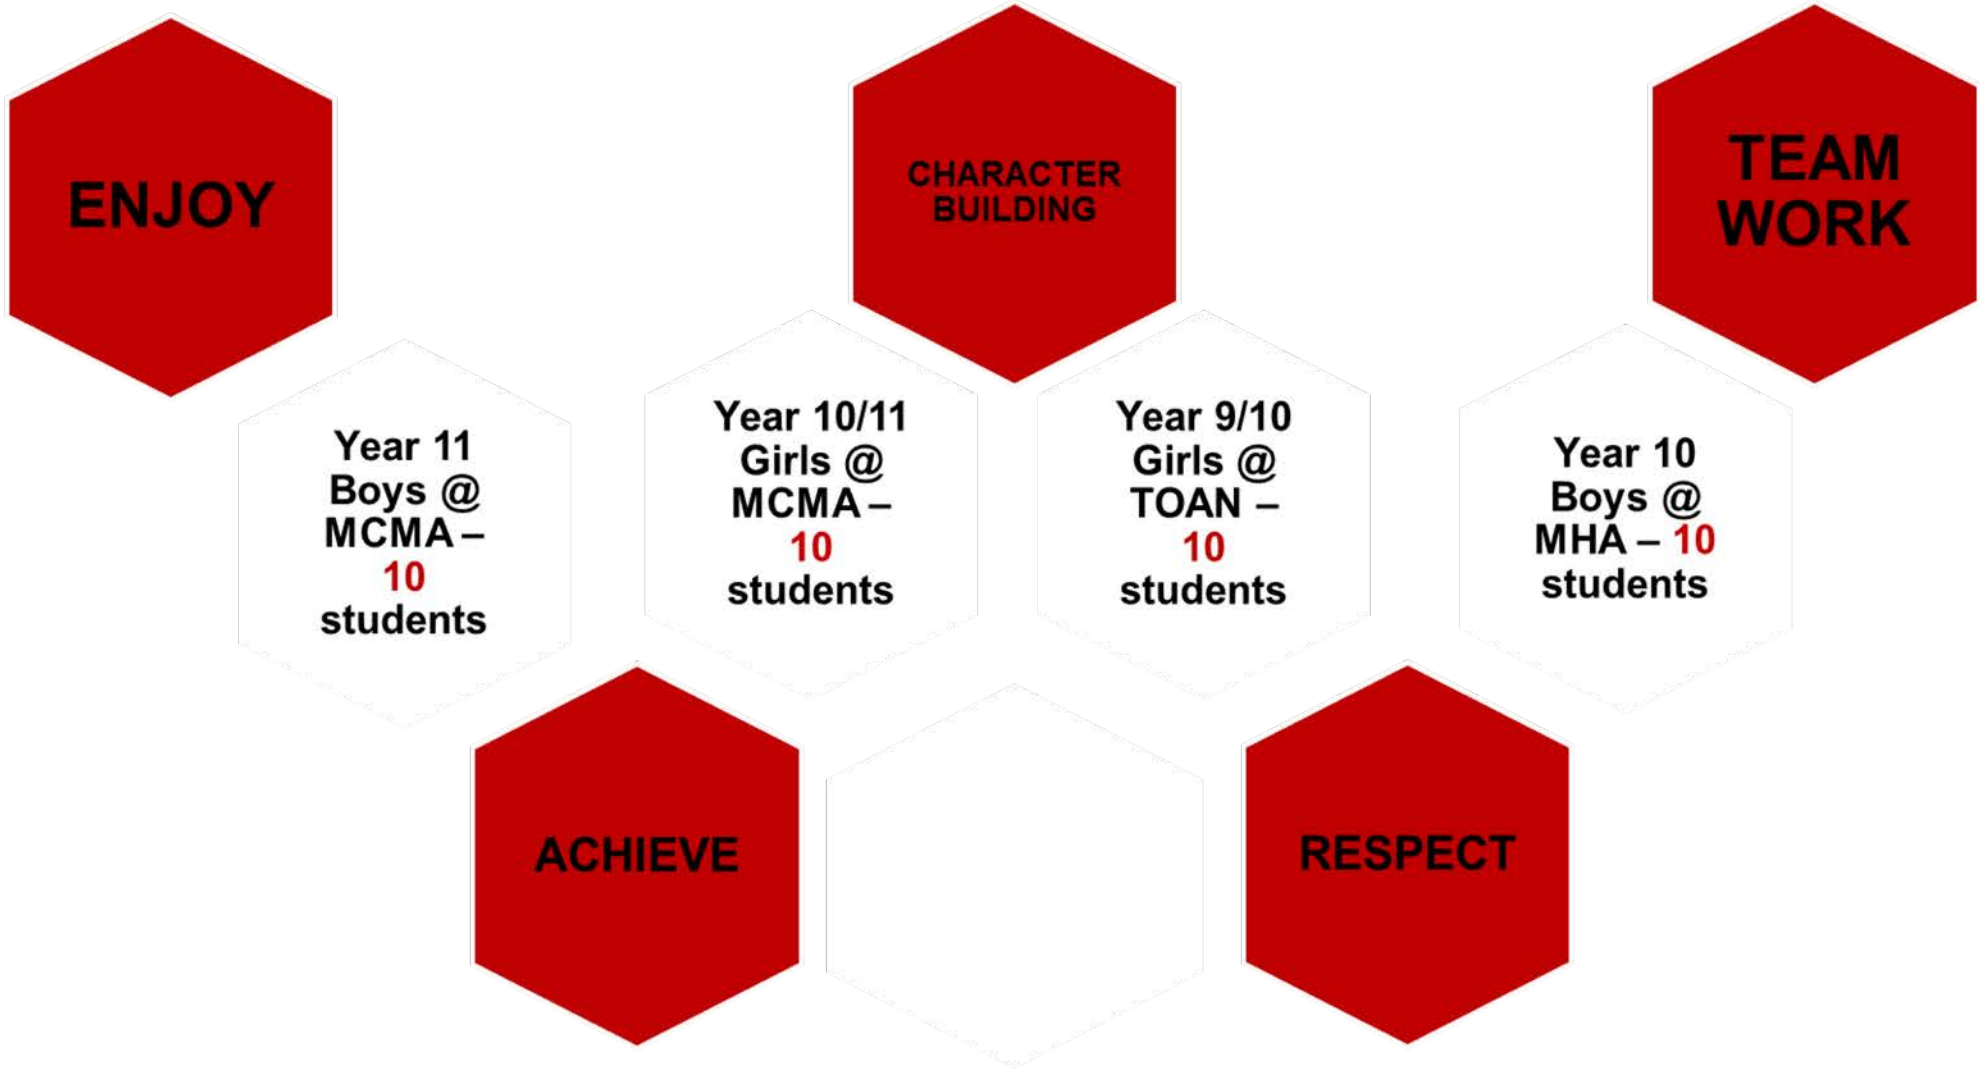 ENJOY
CHARACTER
BUILDING
TEAM
WORK
Year 11
Boys @
MCMA –
10
students
Year 10/11
Girls @
MCMA –
10
students
Year 9/10
Girls @
TOAN –
10
students
Year 10
Boys @
MHA – 10
students
ACHIEVE
RESPECT